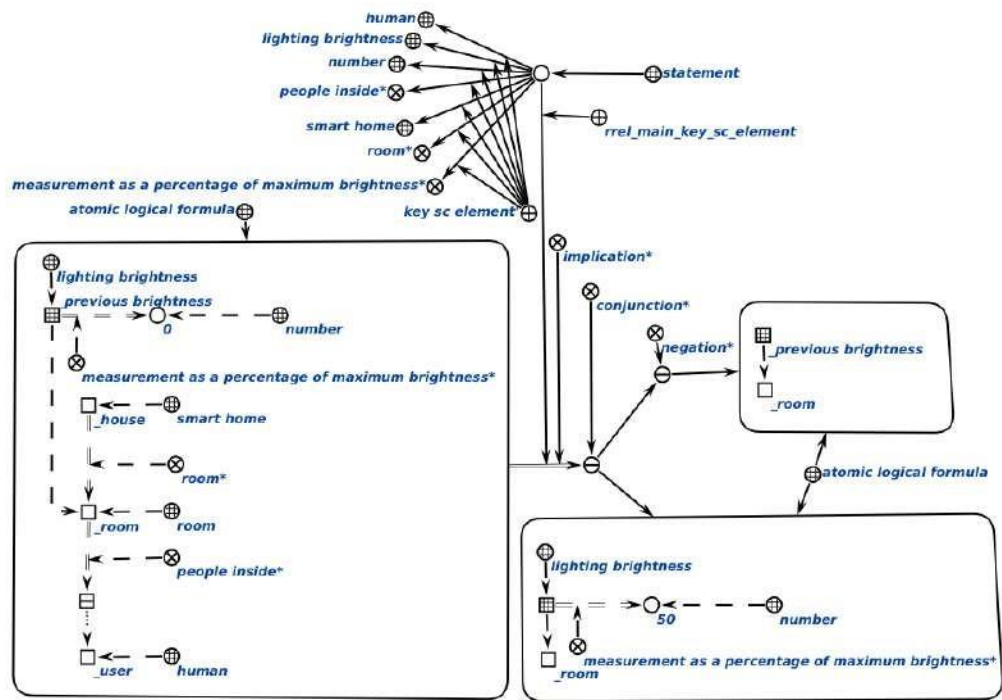 human
lighting brightness
number
statement
people inside*
smart home
rrel_main_key_sc_element
room*
measurement as a percentage of maximum brightness*
atomic logical formula
key sc element'
implication*
lighting brightness
_previous brightness
0
number
conjunction*
negation*
_previous brightness
_room
measurement as a percentage of maximum brightness*
_house
smart home
room*
atomic logical formula
_room
room
people inside*
lighting brightness
50
number
_room
measurement as a percentage of maximum brightness*
_user
human